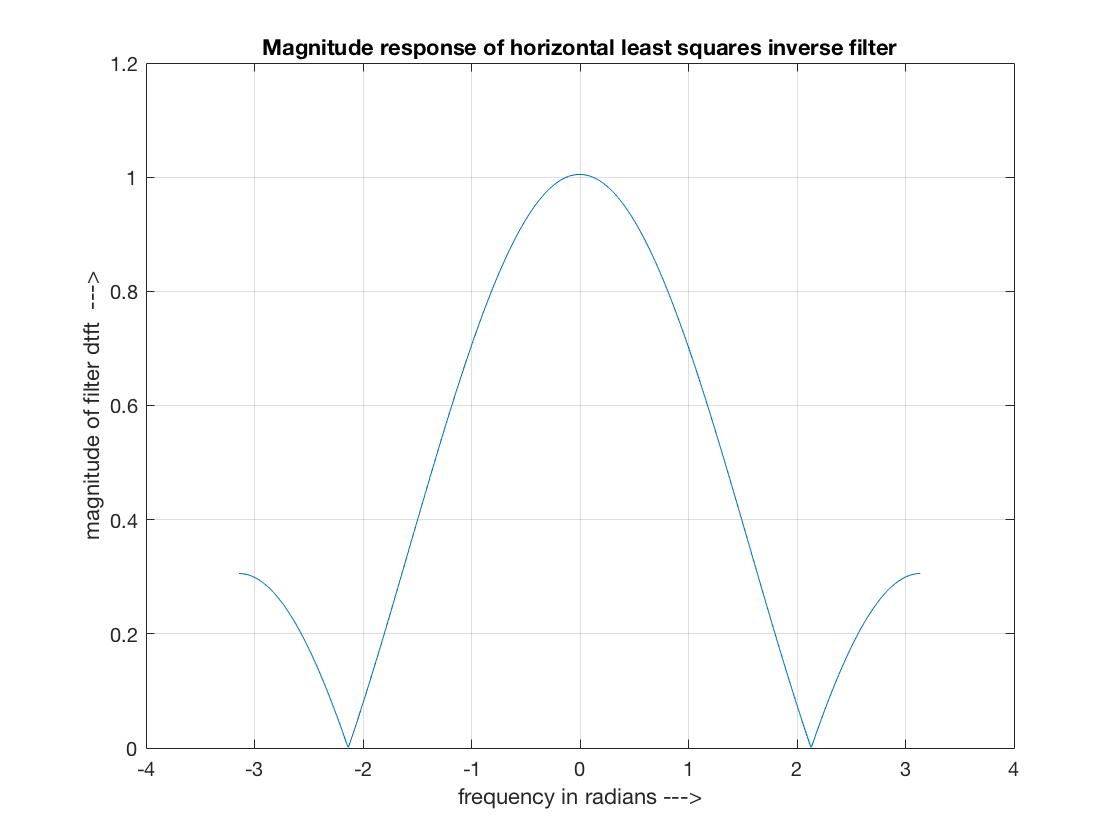 Magnitude response of horizontal least squares inverse filter
1.2
1
0.8
0.6
0.4
0.2
0
magnitude of filter dtft --->
-4 -3 -2 -1 0 1 2 3 4
frequency in radians --->